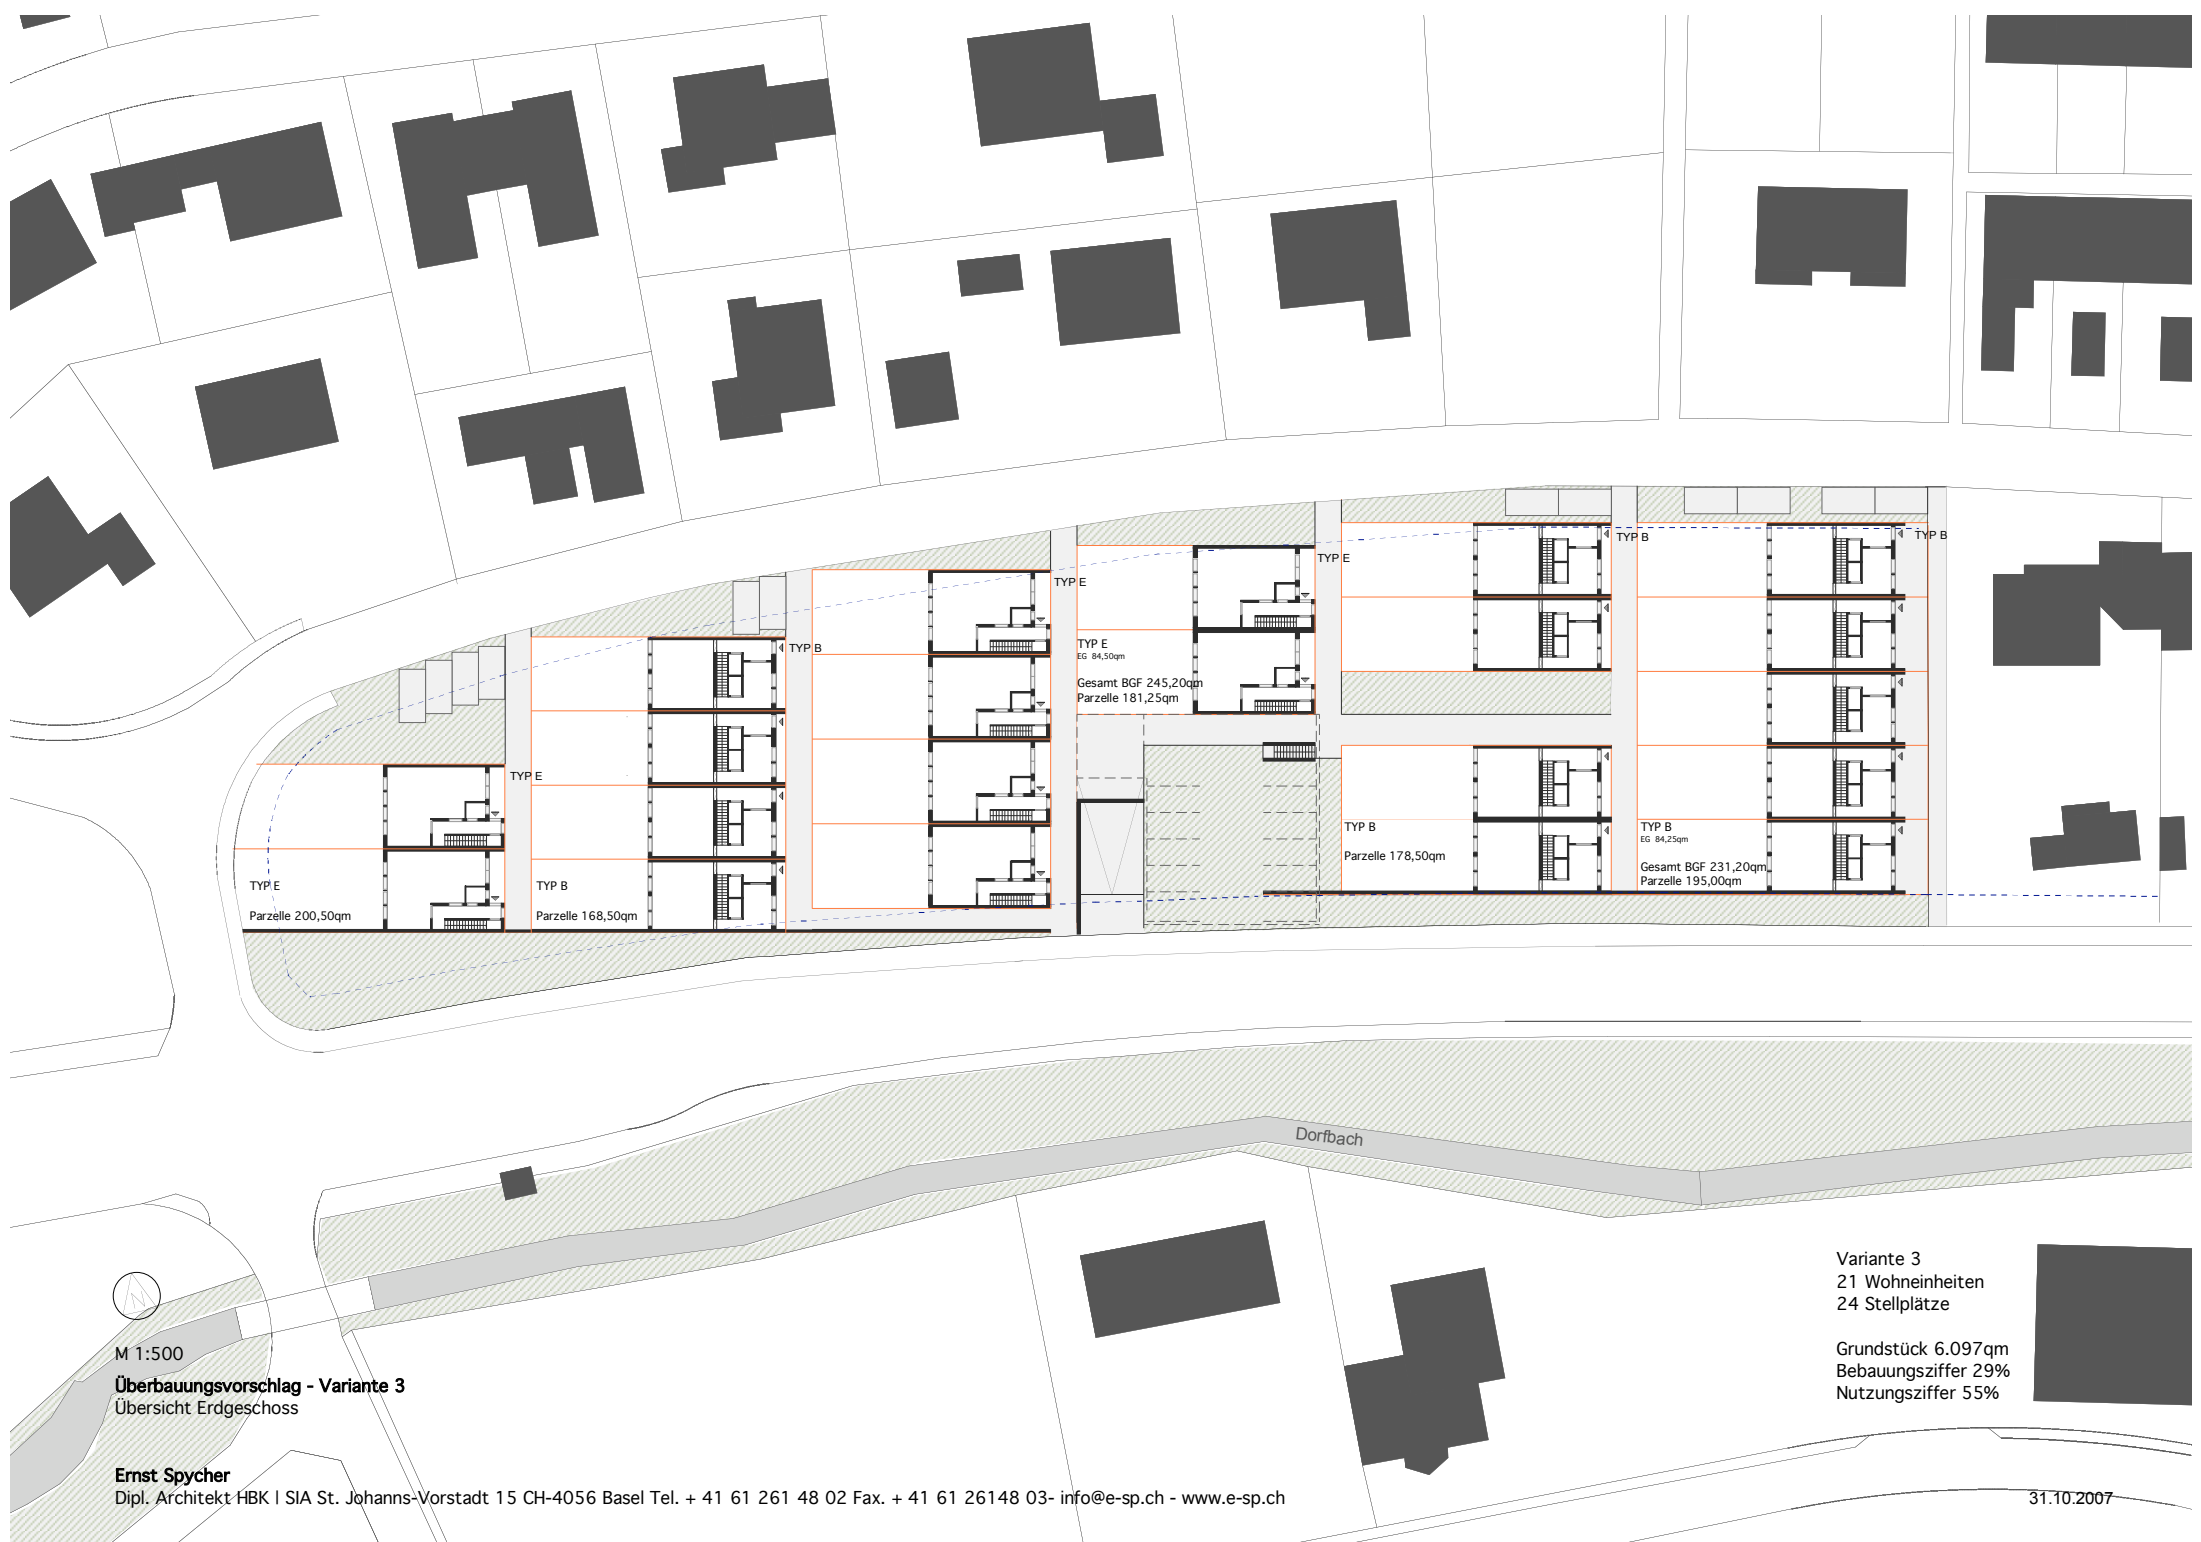 TYP B
TYP B
TYP E
TYP E
TYP E
EG 84,50qm
Gesamt BGF 245,20qm
Parzelle 181,25qm
TYP B
TYP E
TYP B
Parzelle 178,50qm
TYP B
EG 84,25qm
Gesamt BGF 231,20qm
Parzelle 195,00qm
TYP E
Parzelle 200,50qm
TYP B
Parzelle 168,50qm
Dorfbach
Variante 3
21 Wohneinheiten
24 Stellplätze
Grundstück 6.097qm
Bebauungsziffer 29%
Nutzungsziffer 55%
N
M 1:500
Überbauungsvorschlag - Variante 3
Übersicht Erdgeschoss
Ernst Spycher
Dipl. Architekt HBK | SIA St. Johanns-Vorstadt 15 CH-4056 Basel Tel. + 41 61 261 48 02 Fax. + 41 61 26148 03- info@e-sp.ch - www.e-sp.ch
31.10.2007